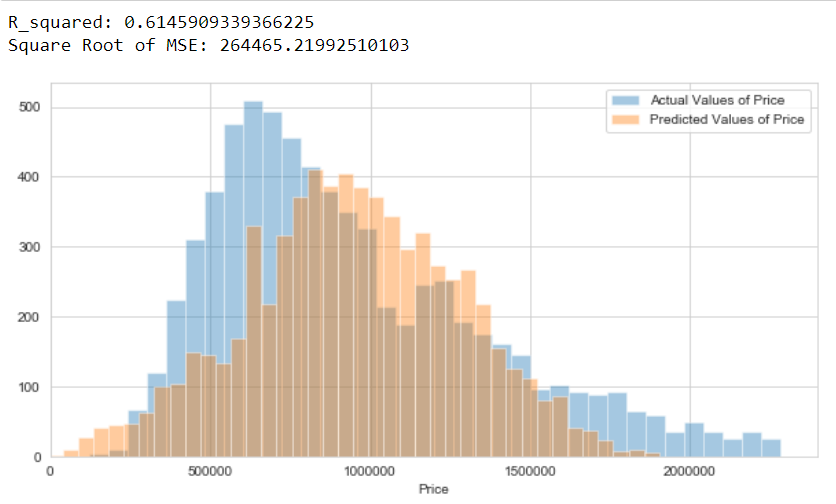 R_squared: 0.6145909339366225
Square Root of MSE: 264465.21992510103
Actual Values of Price
Predicted Values of Price
500
400
300
200
100
0
0 500000 1000000 1500000 2000000
Price